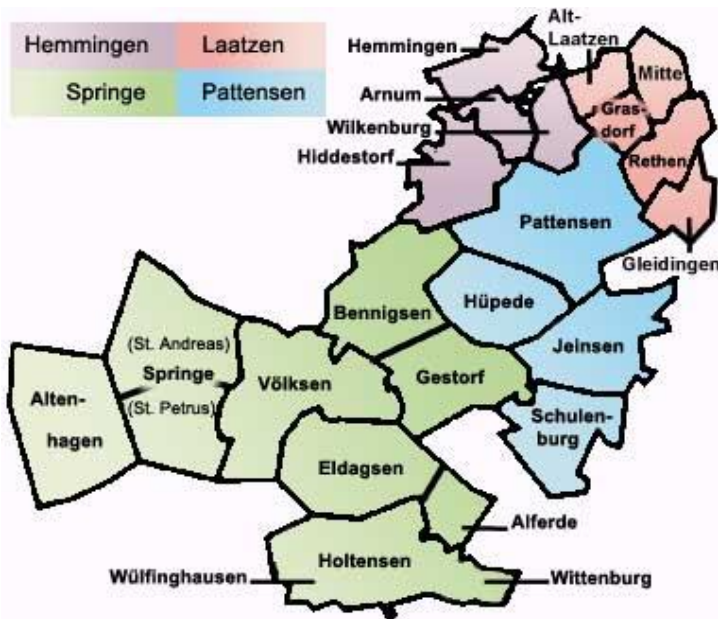 Hemmingen Laatzen
Springe Pattensen
Hemmingen
Alt-
Laatzen
Mitte
Arnum
Wilkenburg
Gras-
dorf
Hiddestorf
Rethen
Pattensen
Gleidingen
Bennigsen
Hüpede
Jeinsen
(St. Andreas)
Springe
(St. Petrus)
Völksen
Gestorf
Alten-
hagen
Schulen-
burg
Eldagsen
Alferde
Holtensen
Wülfinghausen
Wittenburg